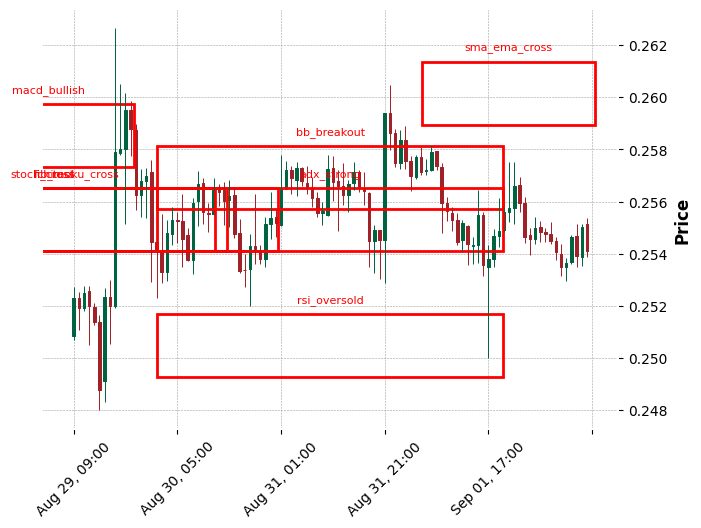 sma_ema_cross
0.262
macd_bullish
0.260
bb_breakout
0.258
0.256
0.254
rsi_oversold
0.252
0.250
0.248
Price
Aug 29, 09:00
Aug 30, 05:00
Aug 31, 01:00
Aug 31, 21:00
Sep 01, 17:00